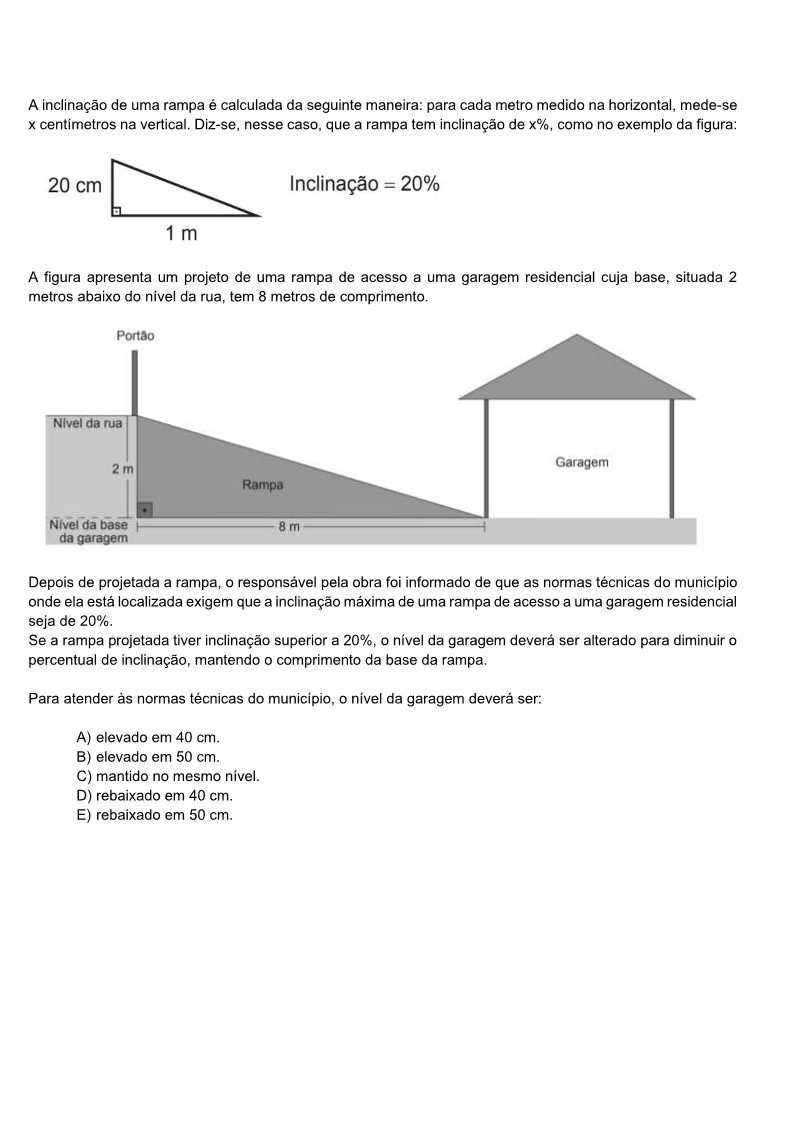 A inclinação de uma rampa é calculada da seguinte maneira: para cada metro medido na horizontal, mede-se
x centímetros na vertical. Diz-se, nesse caso, que a rampa tem inclinação de x%, como no exemplo da figura:
20 cm
Inclinação = 20%
1 m
A figura apresenta um projeto de uma rampa de acesso a uma garagem residencial cuja base, situada 2
metros abaixo do nível da rua, tem 8 metros de comprimento.
Portão
Nível da rua
2 m
Rampa
Garagem
Nível da base
da garagem
8 m
Depois de projetada a rampa, o responsável pela obra foi informado de que as normas técnicas do município
onde ela está localizada exigem que a inclinação máxima de uma rampa de acesso a uma garagem residencial
seja de 20%.
Se a rampa projetada tiver inclinação superior a 20%, o nível da garagem deverá ser alterado para diminuir o
percentual de inclinação, mantendo o comprimento da base da rampa.
Para atender às normas técnicas do município, o nível da garagem deverá ser:
A) elevado em 40 cm.
B) elevado em 50 cm.
C) mantido no mesmo nível.
D) rebaixado em 40 cm.
E) rebaixado em 50 cm.